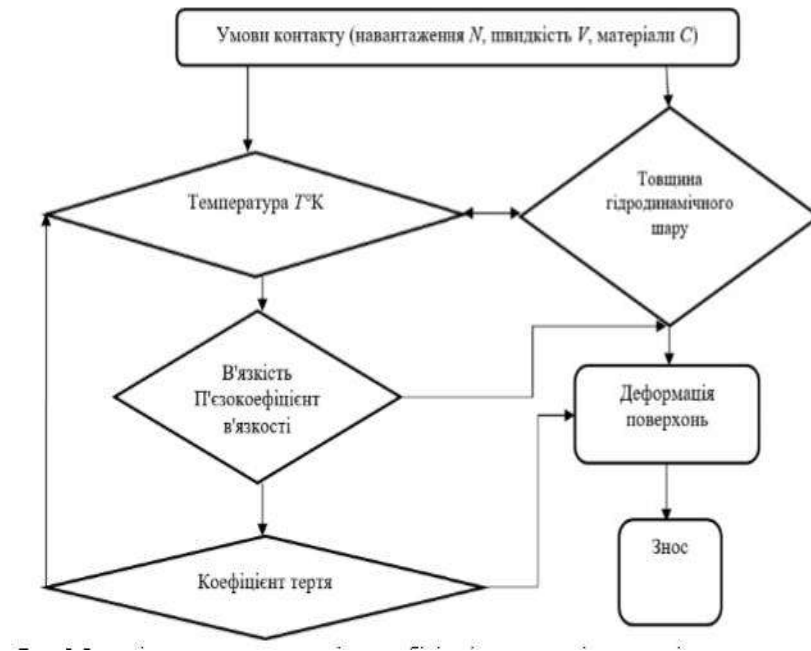 Умови контакту (навантаження N, швидкість V, матеріали C)
Температура T°К
Товщина
гідродинамічного
шару
В'язкість
П'єзокоефіцієнт
в'язкості
Деформація
поверхонь
Коефіцієнт тертя
Знос